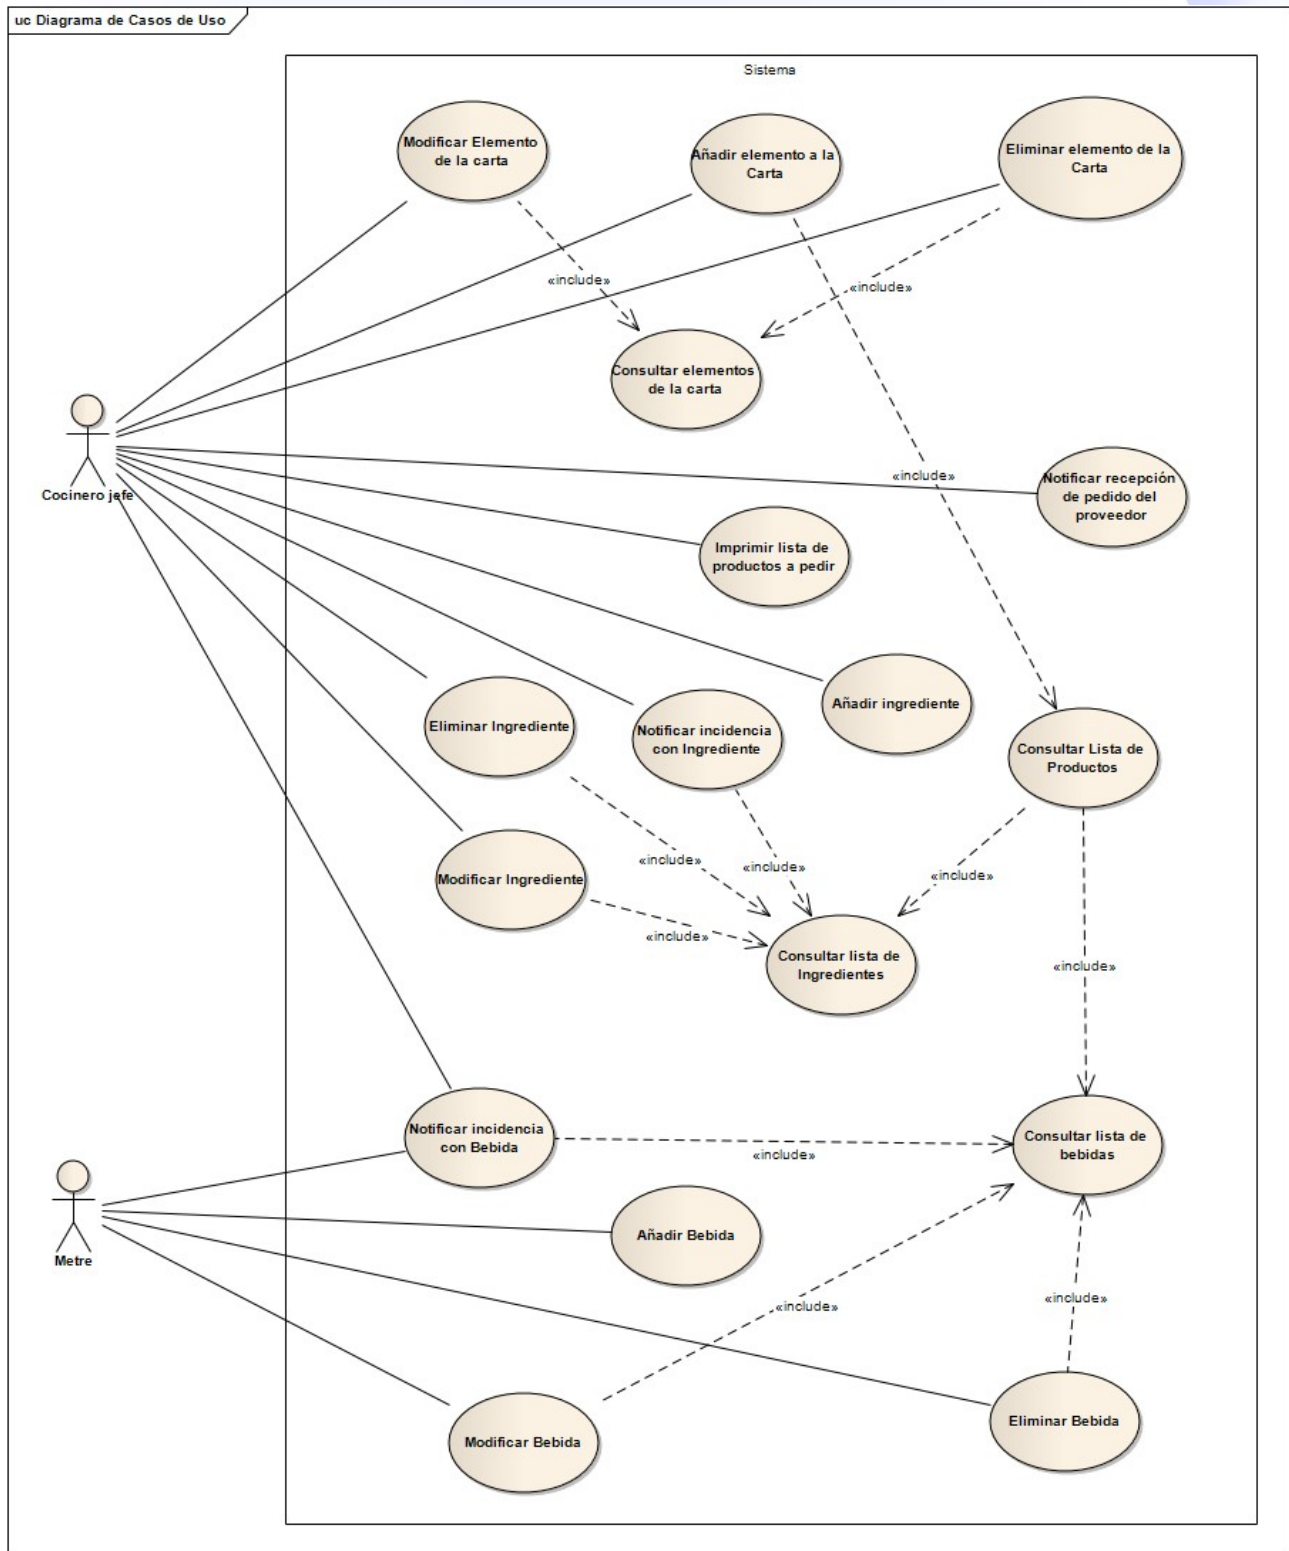 uc Diagrama de Casos de Uso
Sistema
Modificar Elemento
de la carta
Añadir elemento a la
Carta
Eliminar elemento de la
Carta
«include»
«include»
Consultar elementos
de la carta
«include»
Cocinero jefe
Notificar recepción
de pedido del
proveedor
Imprimir lista de
productos a pedir
Añadir ingrediente
Eliminar Ingrediente
Notificar incidencia
con Ingrediente
Consultar Lista de
Productos
«include»
«include»
«include»
Modificar Ingrediente
«include»
Consultar lista de
Ingredientes
«include»
Notificar incidencia
con Bebida
«include»
Consultar lista de
bebidas
Metre
Añadir Bebida
«include»
«include»
Modificar Bebida
Eliminar Bebida